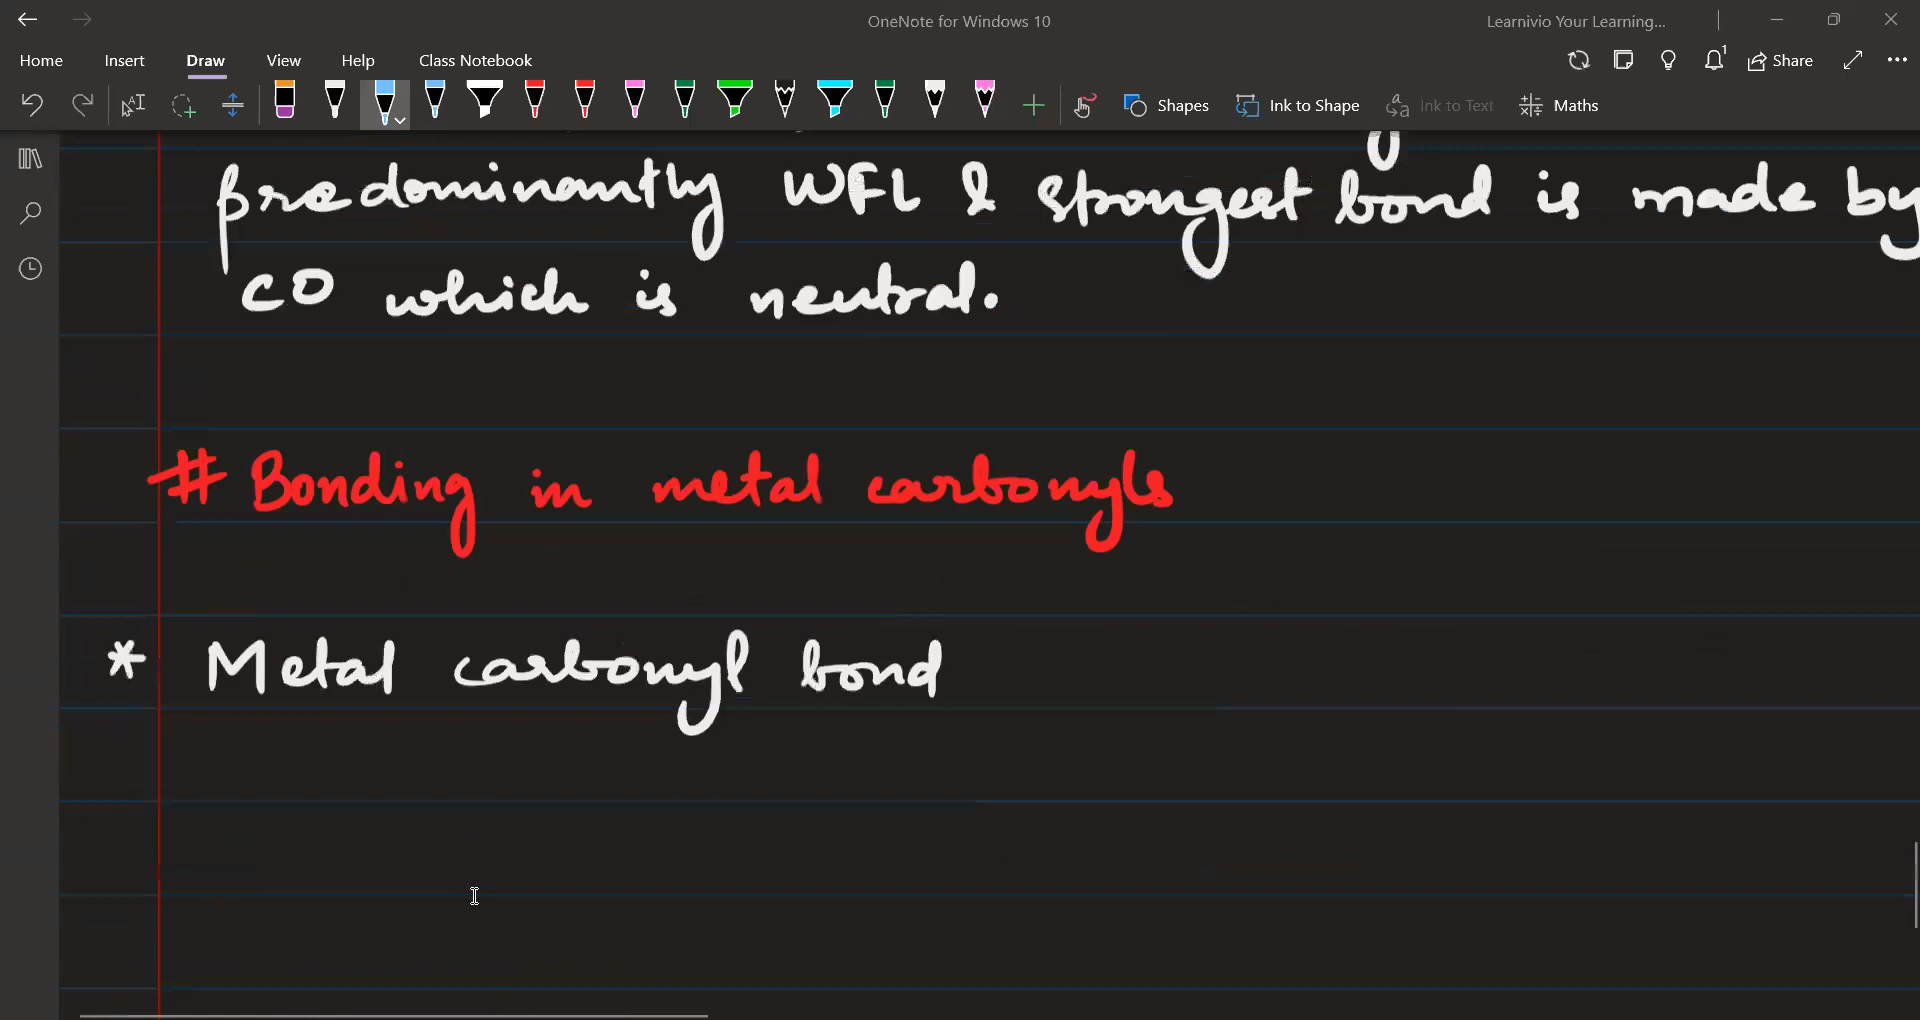 OneNote for Windows 10
Learnivio Your Learning...
Home Insert Draw View Help Class Notebook
1
Share
Shapes Ink to Shape Ink to Text Maths
predominantly WFL & strongest bond is made by
CO which is neutral.
# Bonding in metal carbonyls
* Metal carbonyl bond